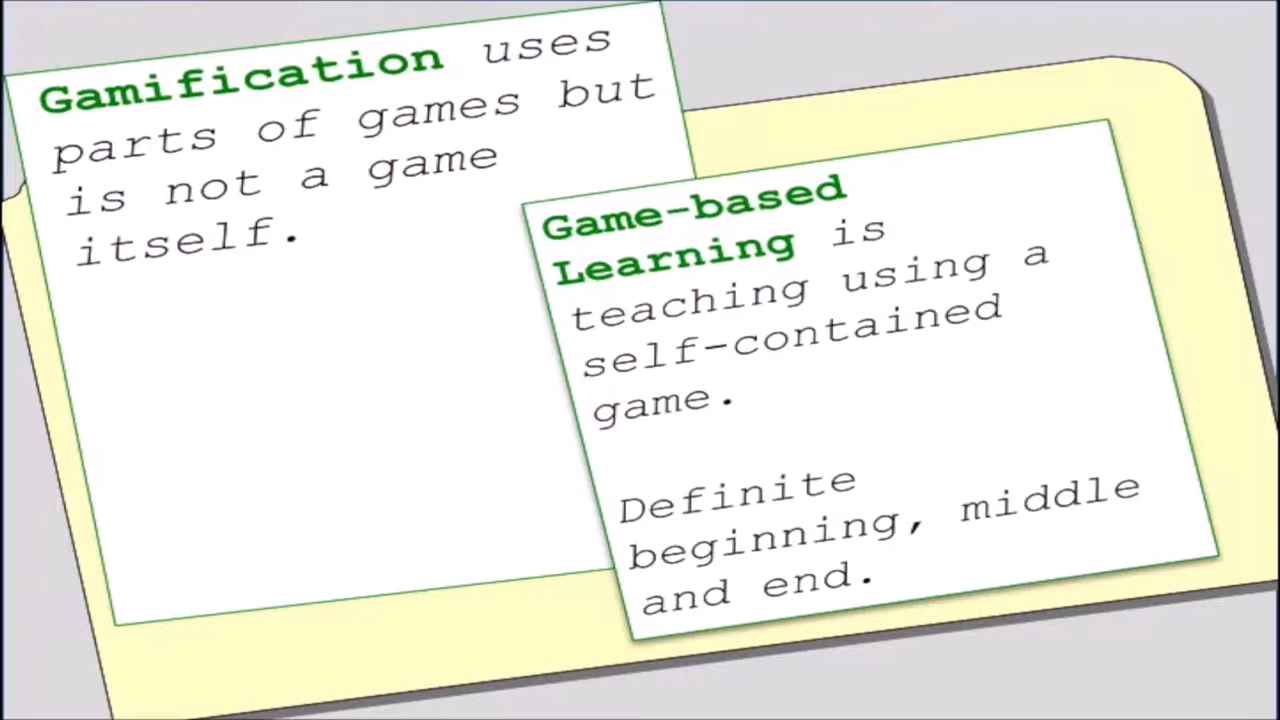 Gamification uses
parts of games but
is not a game
itself.
Game-based
Learning is
teaching using a
self-contained
game.
Definite
beginning, middle
and end.